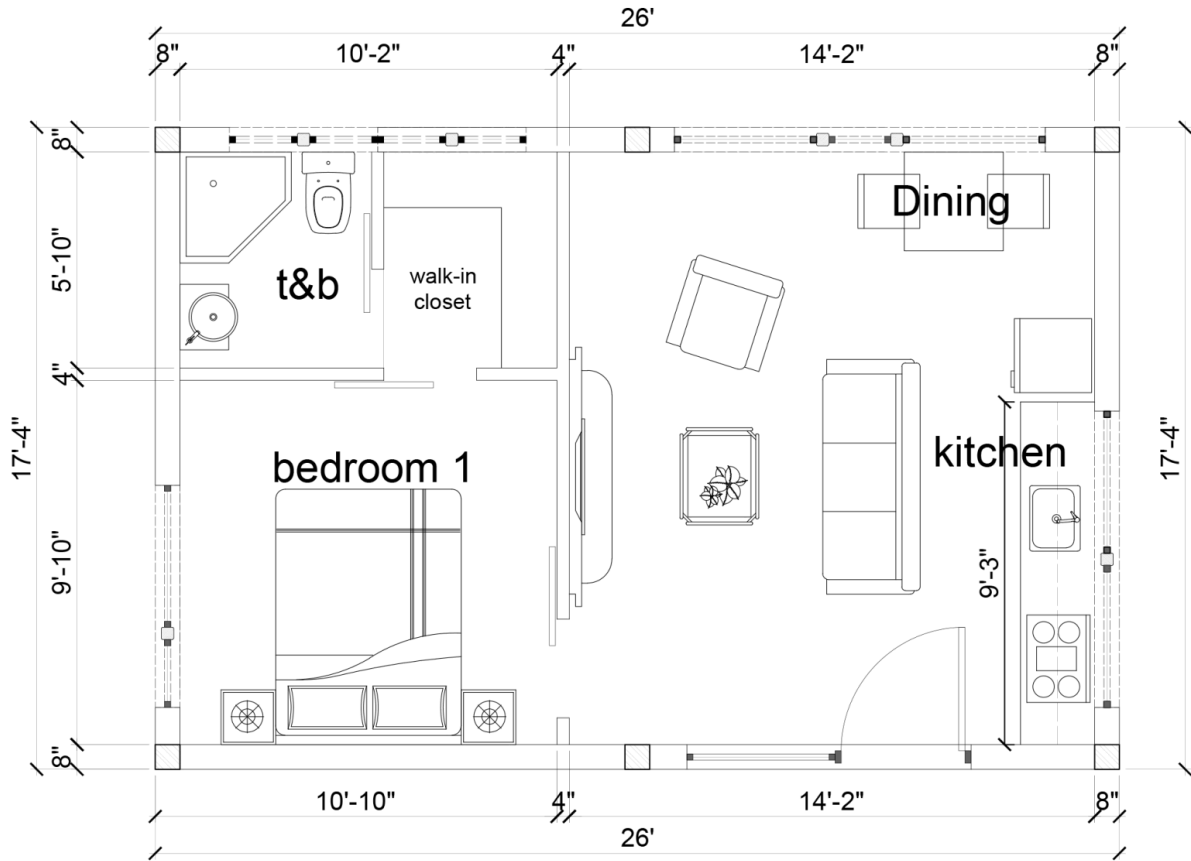 26'
8" 10'-2" 4" 14'-2" 8"
8"
5'-10"
4"
9'-10"
8"
17'-4"
17'-4"
t&b
walk-in
closet
Dining
bedroom 1
kitchen
9'-3"
10'-10" 4" 14'-2" 8"
26'